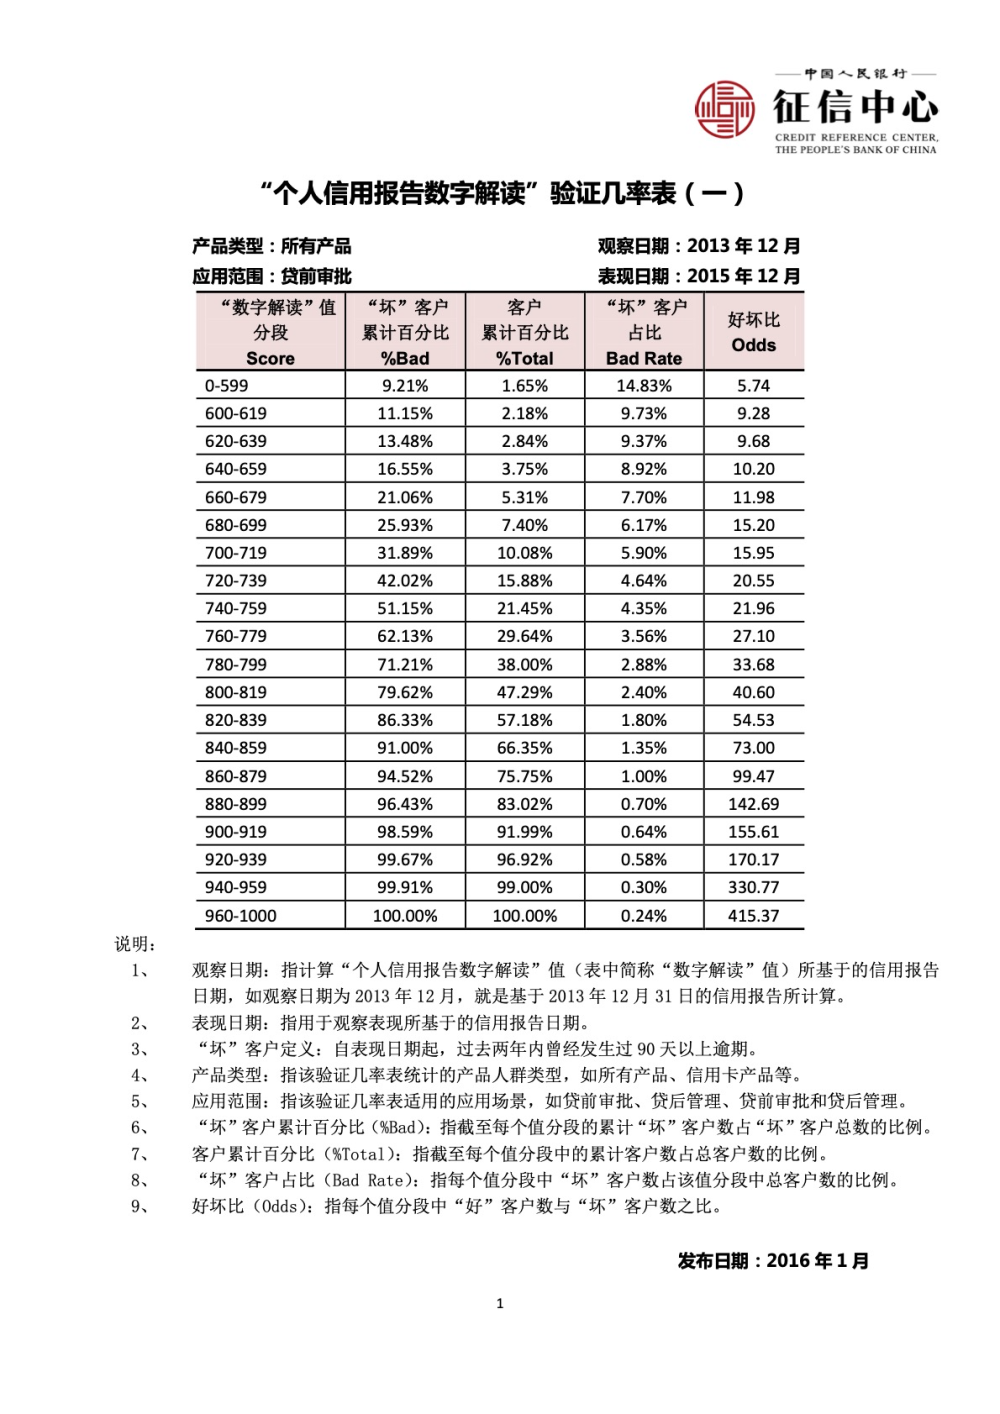 中国人民银行
征信中心
CREDIT REFERENCE CENTER,
THE PEOPLE'S BANK OF CHINA
“个人信用报告数字解读”验证几率表（一）
产品类型：所有产品 观察日期：2013 年 12 月
应用范围：贷前审批 表现日期：2015 年 12 月
“数字解读”值 “坏”客户 客户 “坏”客户 好坏比
分段 累计百分比 累计百分比 占比 Odds
Score %Bad %Total Bad Rate
0-599 9.21% 1.65% 14.83% 5.74
600-619 11.15% 2.18% 9.73% 9.28
620-639 13.48% 2.84% 9.37% 9.68
640-659 16.55% 3.75% 8.92% 10.20
660-679 21.06% 5.31% 7.70% 11.98
680-699 25.93% 7.40% 6.17% 15.20
700-719 31.89% 10.08% 5.90% 15.95
720-739 42.02% 15.88% 4.64% 20.55
740-759 51.15% 21.45% 4.35% 21.96
760-779 62.13% 29.64% 3.56% 27.10
780-799 71.21% 38.00% 2.88% 33.68
800-819 79.62% 47.29% 2.40% 40.60
820-839 86.33% 57.18% 1.80% 54.53
840-859 91.00% 66.35% 1.35% 73.00
860-879 94.52% 75.75% 1.00% 99.47
880-899 96.43% 83.02% 0.70% 142.69
900-919 98.59% 91.99% 0.64% 155.61
920-939 99.67% 96.92% 0.58% 170.17
940-959 99.91% 99.00% 0.30% 330.77
960-1000 100.00% 100.00% 0.24% 415.37
说明：
1、 观察日期：指计算“个人信用报告数字解读”值（表中简称“数字解读”值）所基于的信用报告
日期，如观察日期为 2013 年 12 月，就是基于 2013 年 12 月 31 日的信用报告所计算。
2、 表现日期：指用于观察表现所基于的信用报告日期。
3、 “坏”客户定义：自表现日期起，过去两年内曾经发生过 90 天以上逾期。
4、 产品类型：指该验证几率表统计的产品人群类型，如所有产品、信用卡产品等。
5、 应用范围：指该验证几率表适用的应用场景，如贷前审批、贷后管理、贷前审批和贷后管理。
6、 “坏”客户累计百分比（%Bad）：指截至每个值分段的累计“坏”客户数占“坏”客户总数的比例。
7、 客户累计百分比（%Total）：指截至每个值分段中的累计客户数占总客户数的比例。
8、 “坏”客户占比（Bad Rate）：指每个值分段中“坏”客户数占该值分段中总客户数的比例。
9、 好坏比（Odds）：指每个值分段中“好”客户数与“坏”客户数之比。
发布日期：2016 年 1 月
1